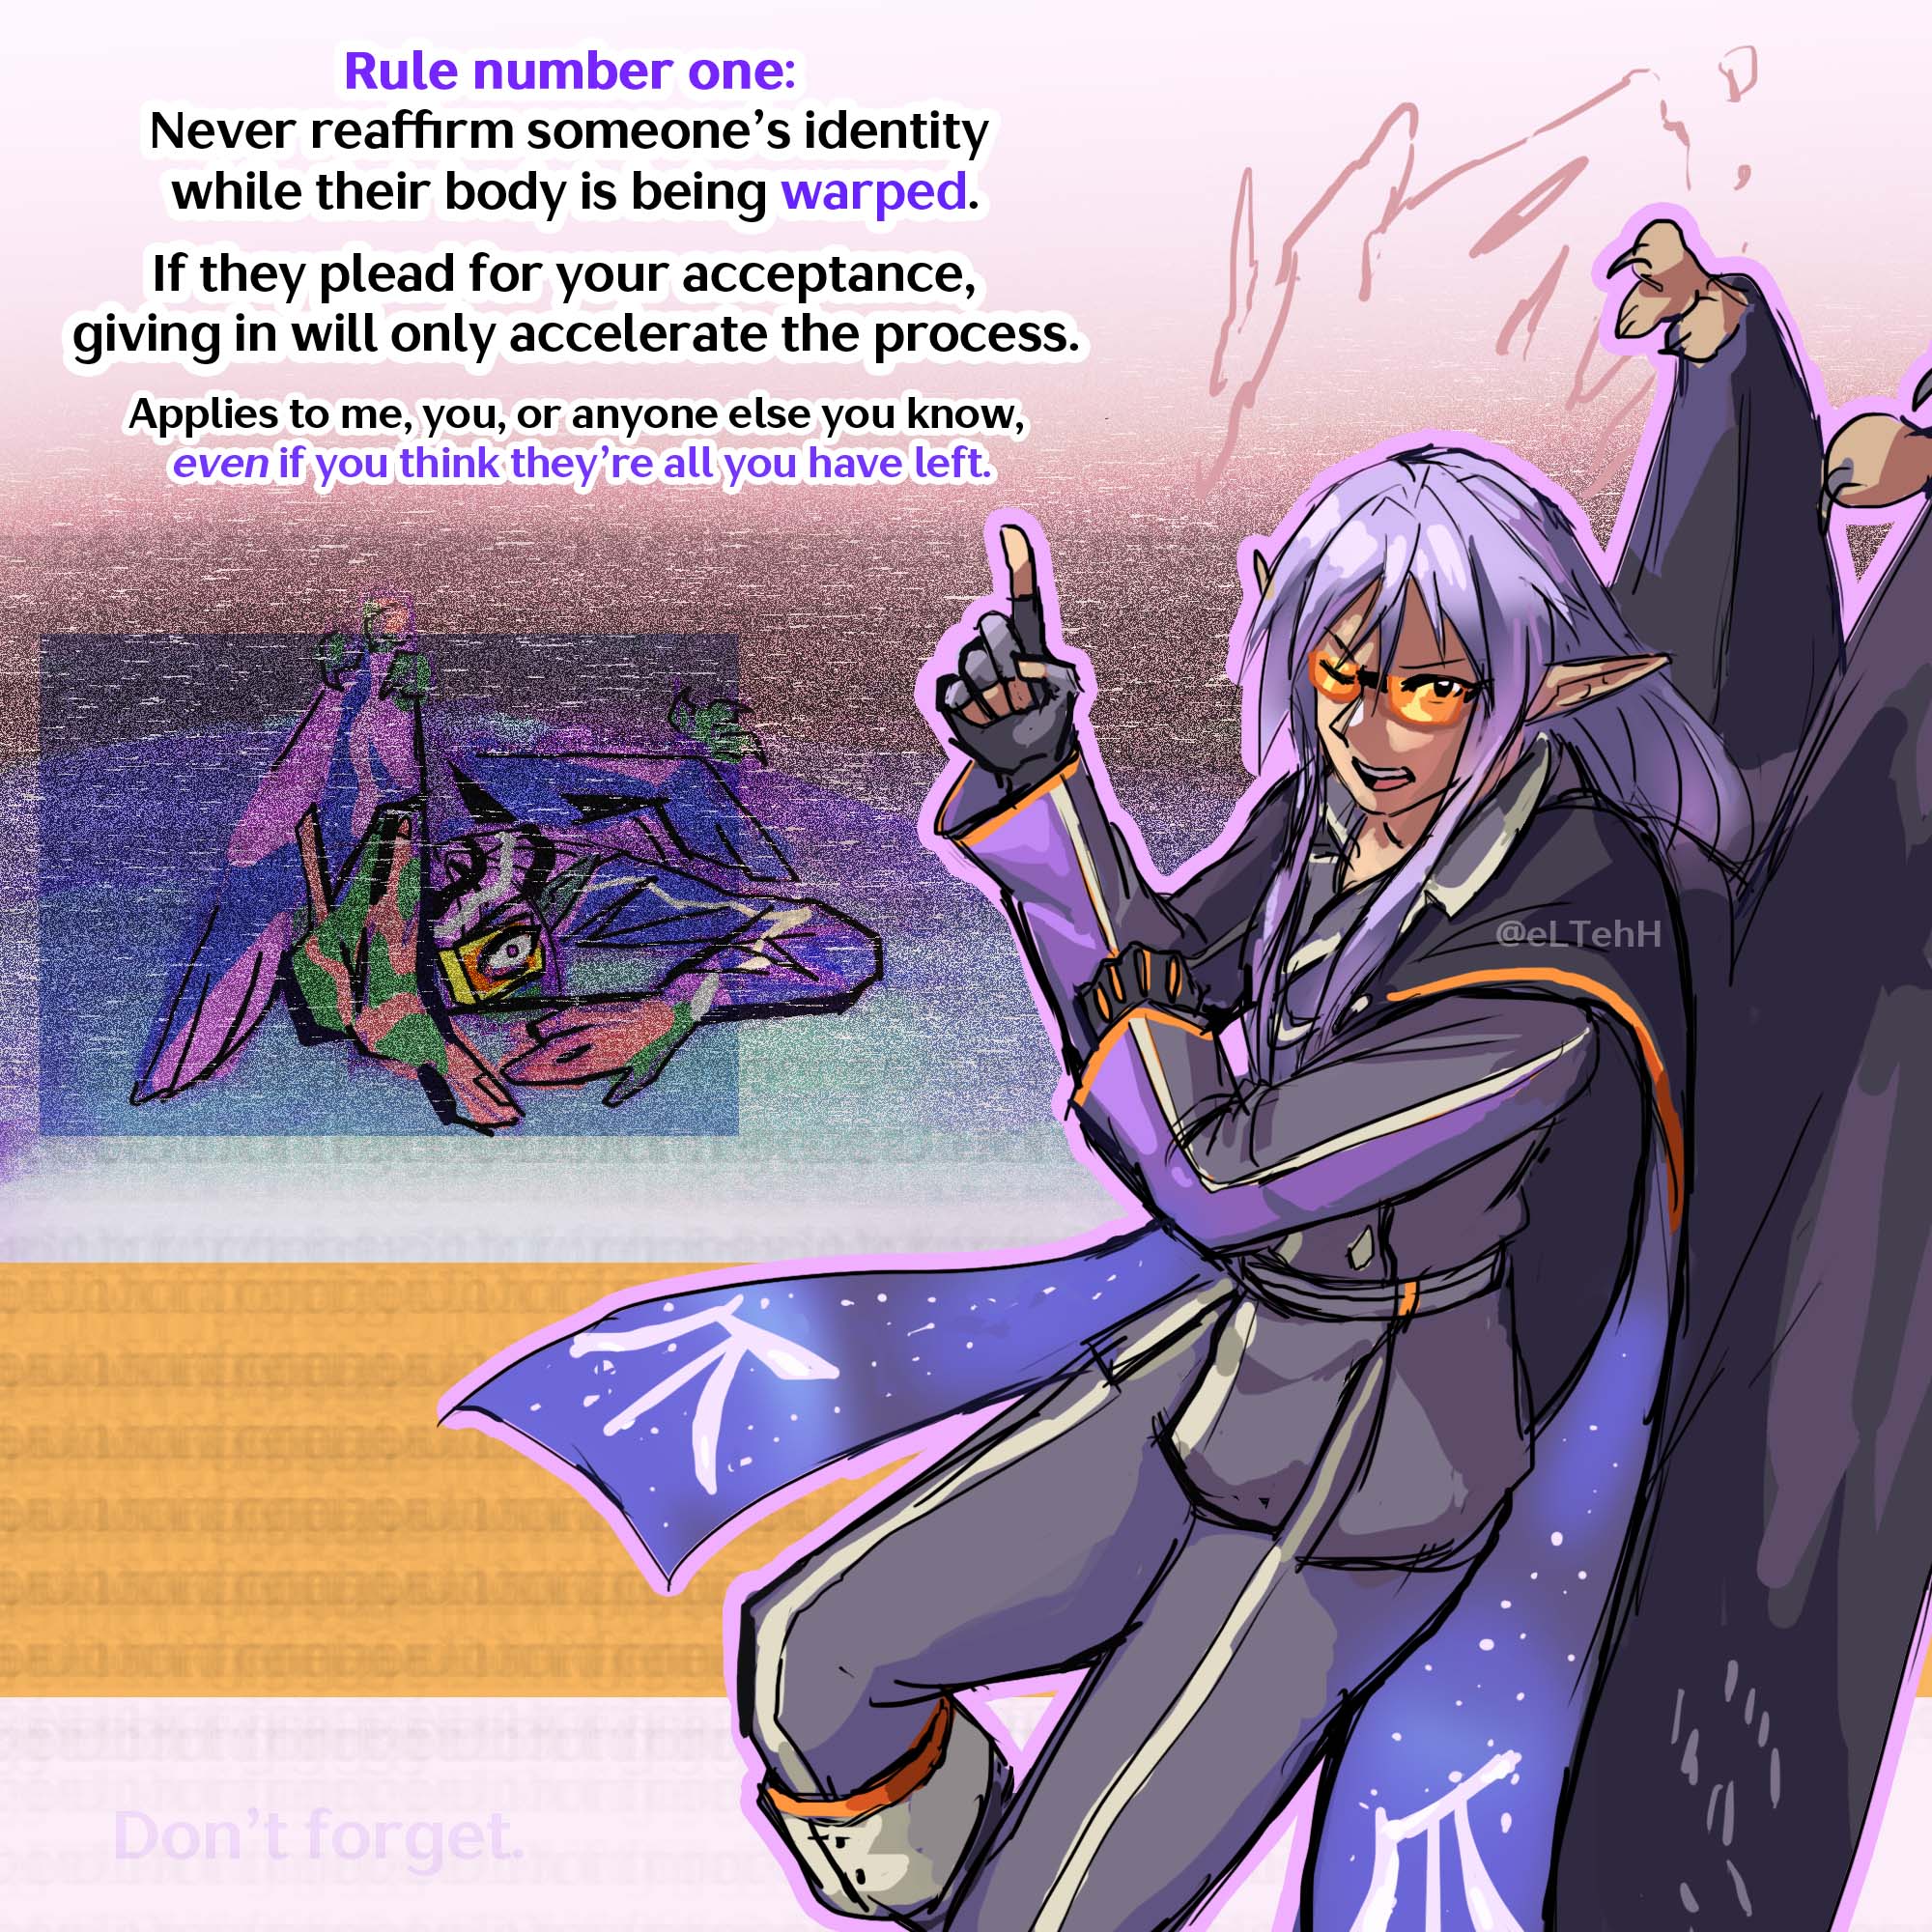 Rule number one:
Never reaffirm someone’s identity
while their body is being warped.
If they plead for your acceptance,
giving in will only accelerate the process.
Applies to me, you, or anyone else you know,
even if you think they’re all you have left.
@eLTehH
Don’t forget.